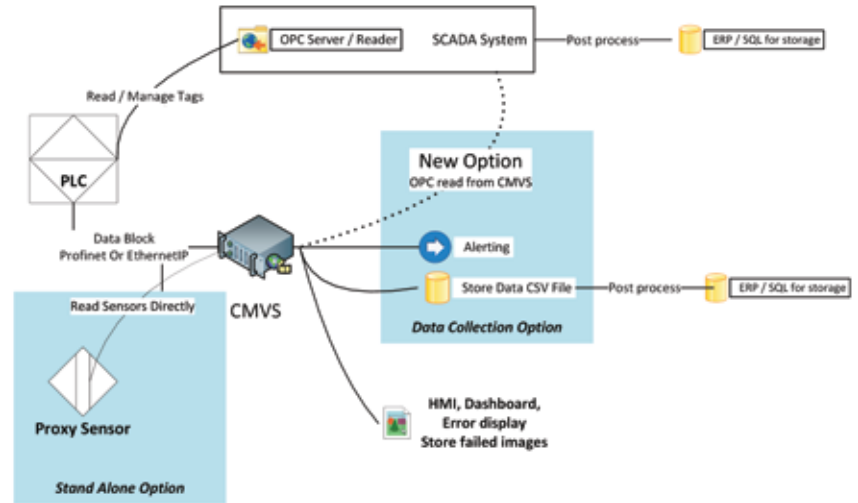 OPC Server / Reader
SCADA System
Post process
ERP / SQL for storage
Read / Manage Tags
PLC
New Option
OPC read from CMVS
Data Block
Profinet Or EthernetIP
Alerting
Read Sensors Directly
CMVS
Store Data CSV File
Post process
ERP / SQL for storage
Data Collection Option
Proxy Sensor
HMI, Dashboard,
Error display
Store failed images
Stand Alone Option